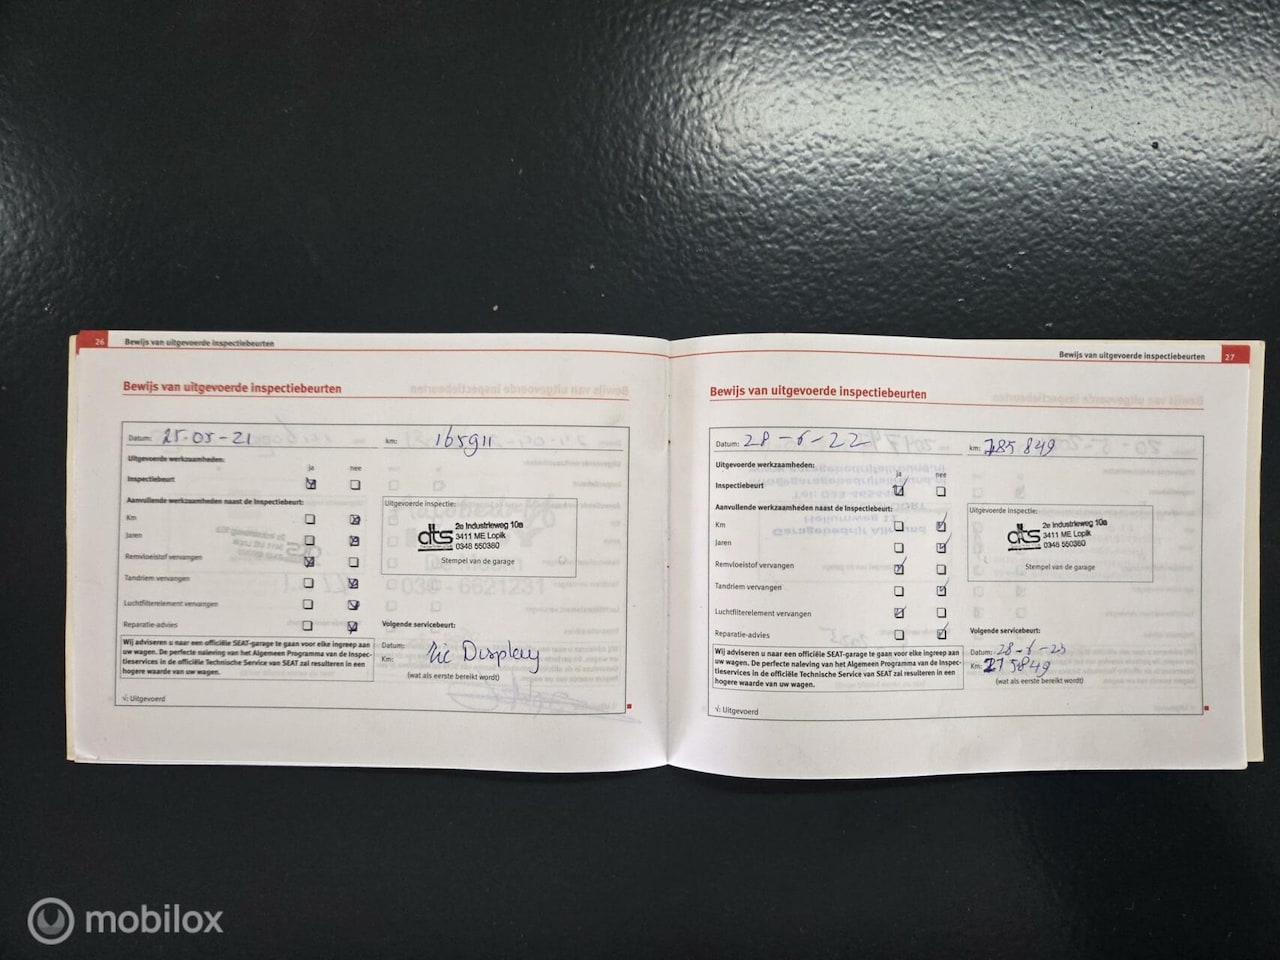 26 Bewijs van uitgevoerde inspectiebeurten
Bewijs van uitgevoerde inspectiebeurten
Datum: 25-05-21 km: 165911
Uitgevoerde werkzaamheden:
ja nee
Inspectiebeurt
Aanvullende werkzaamheden naast de Inspectiebeurt:
Km
Jaren
Remvloeistof vervangen
Tandriem vervangen
Luchtfilterelement vervangen
Reparatie-advies
Uitgevoerde inspectie:
dts
2e Industrieweg 10a
3411 ME Lopik
0348 550380
Stempel van de garage
Volgende servicebeurt:
Datum:
Km:
Zie Display
(wat als eerste bereikt wordt)
Wij adviseren u naar een officiële SEAT-garage te gaan voor elke ingreep aan
uw wagen. De perfecte naleving van het Algemeen Programma van de Inspec-
tieservices in de officiële Technische Service van SEAT zal resulteren in een
hogere waarde van uw wagen.
√: Uitgevoerd
Bewijs van uitgevoerde inspectiebeurten 27
Bewijs van uitgevoerde inspectiebeurten
Datum: 28-6-22 km: 185849
Uitgevoerde werkzaamheden:
ja nee
Inspectiebeurt
Aanvullende werkzaamheden naast de Inspectiebeurt:
Km
Jaren
Remvloeistof vervangen
Tandriem vervangen
Luchtfilterelement vervangen
Reparatie-advies
Uitgevoerde inspectie:
dts
2e Industrieweg 10a
3411 ME Lopik
0348 550380
Stempel van de garage
Volgende servicebeurt:
Datum: 28-6-23
Km: 215849
(wat als eerste bereikt wordt)
Wij adviseren u naar een officiële SEAT-garage te gaan voor elke ingreep aan
uw wagen. De perfecte naleving van het Algemeen Programma van de Inspec-
tieservices in de officiële Technische Service van SEAT zal resulteren in een
hogere waarde van uw wagen.
√: Uitgevoerd
mobilox